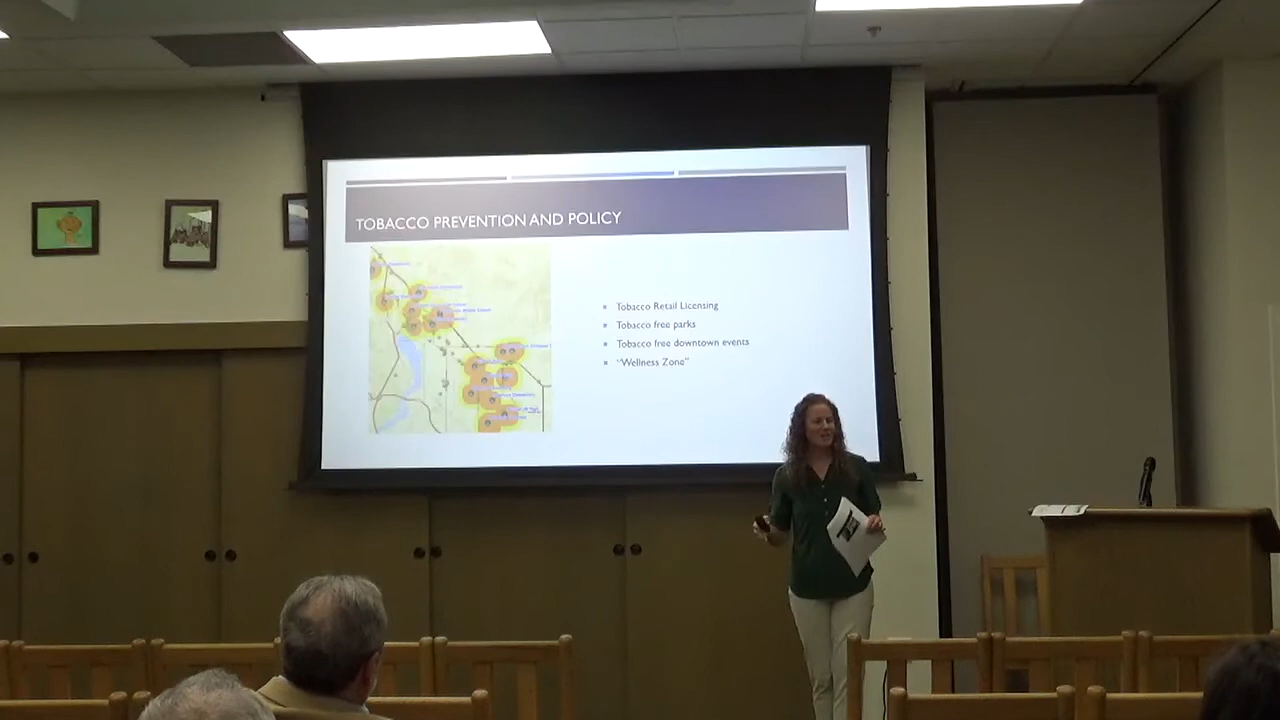 TOBACCO PREVENTION AND POLICY
Tobacco Retail Licensing
Tobacco free parks
Tobacco free downtown events
"Wellness Zone"